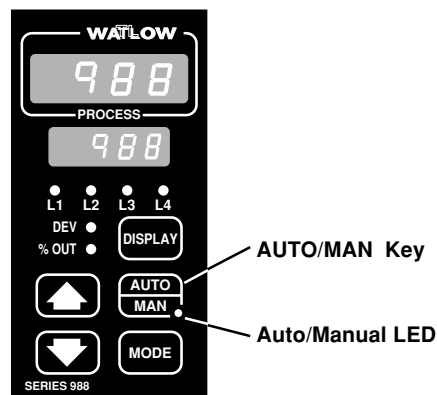 WATLOW
988
PROCESS
988
L1 L2 L3 L4
DEV
% OUT
DISPLAY
AUTO/MAN Key
AUTO
MAN
Auto/Manual LED
MODE
SERIES 988